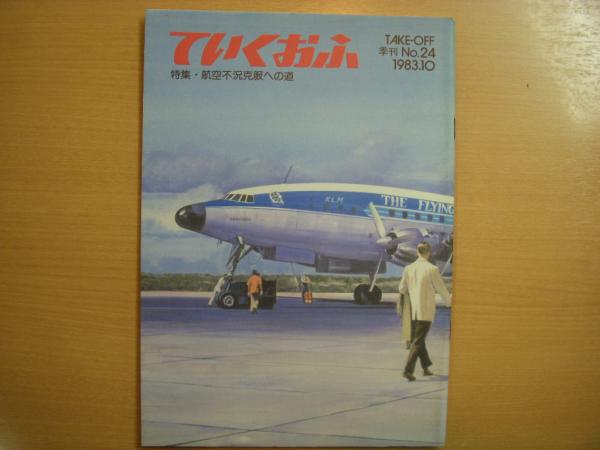 ていくおふ
特集・航空不況克服への道
TAKE-OFF
季刊 No.24
1983.10
KLM
THE FLYING